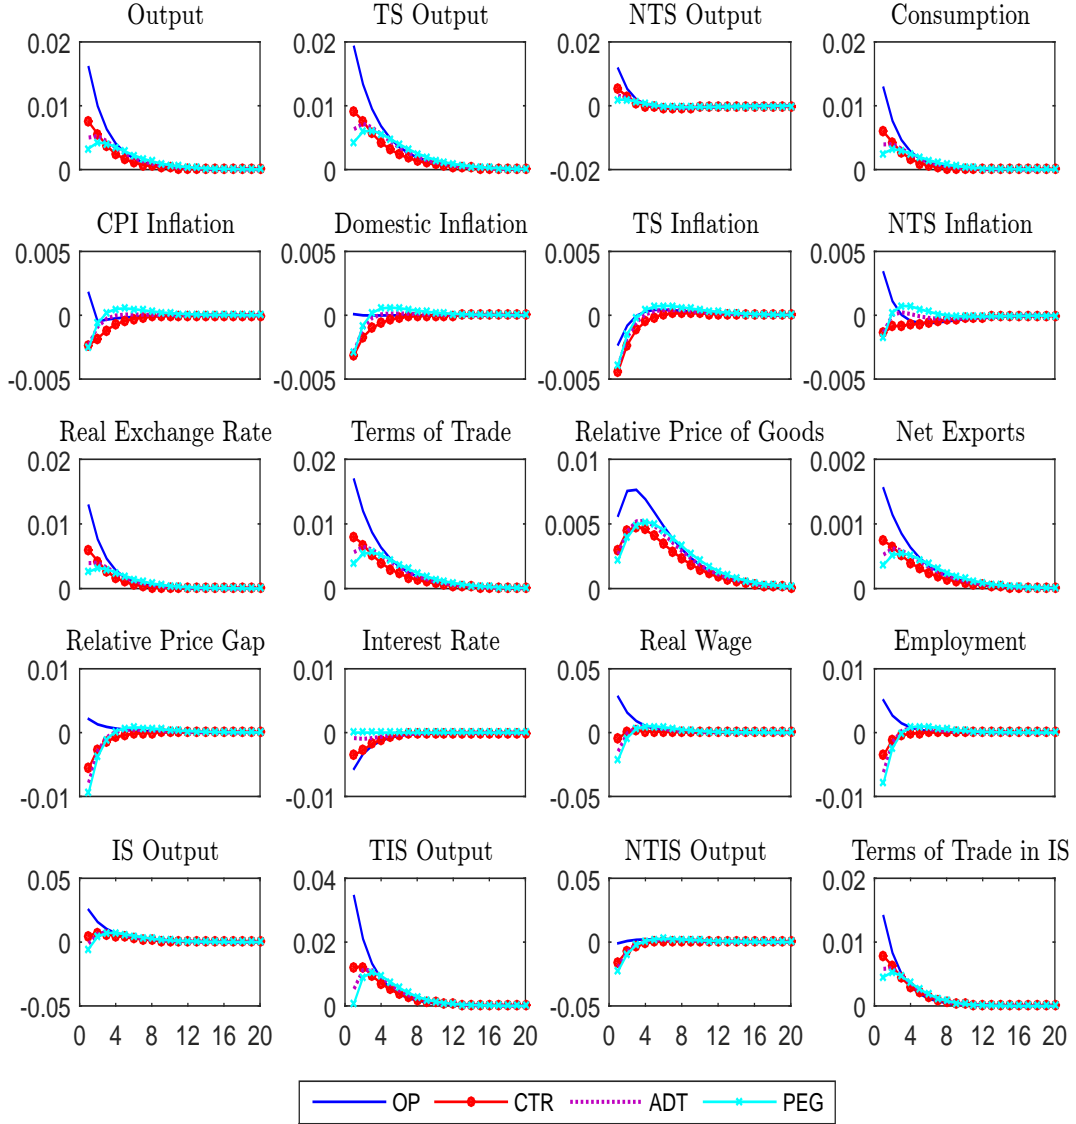 Output TS Output NTS Output Consumption
0.02 0.02 0.02 0.02
0.01 0.01 0 0.01
0 0 -0.02 0
CPI Inflation Domestic Inflation TS Inflation NTS Inflation
0.005 0.005 0.005 0.005
0 0 0 0
-0.005 -0.005 -0.005 -0.005
Real Exchange Rate Terms of Trade Relative Price of Goods Net Exports
0.02 0.02 0.01 0.002
0.01 0.01 0.005 0.001
0 0 0 0
Relative Price Gap Interest Rate Real Wage Employment
0.01 0.01 0.05 0.01
0 0 0 0
-0.01 -0.01 -0.05 -0.01
IS Output TIS Output NTIS Output Terms of Trade in IS
0.05 0.04 0.05 0.02
0 0.02 0 0.01
-0.05 0 -0.05 0
0 4 8 12 16 20 0 4 8 12 16 20 0 4 8 12 16 20 0 4 8 12 16 20
OP CTR ADT PEG